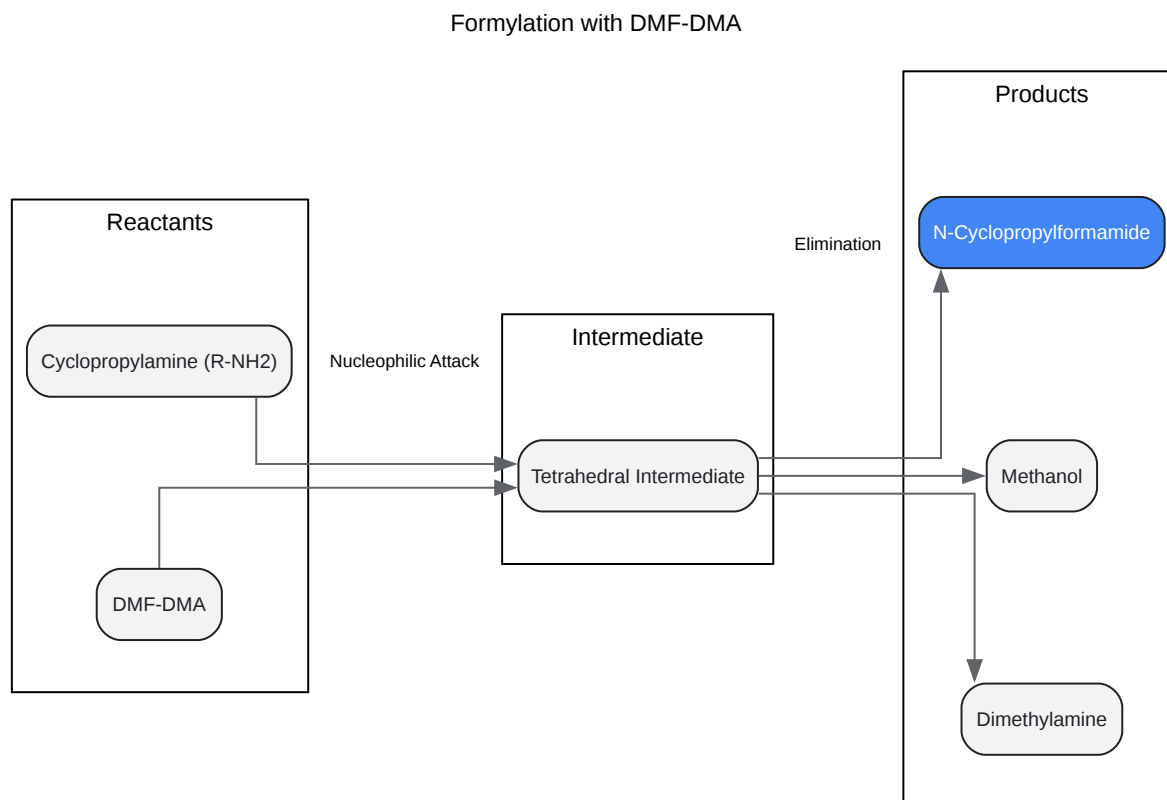 Formylation with DMF-DMA
Reactants
Cyclopropylamine (R-NH2)
DMF-DMA
Nucleophilic Attack
Intermediate
Tetrahedral Intermediate
Elimination
Products
N-Cyclopropylformamide
Methanol
Dimethylamine